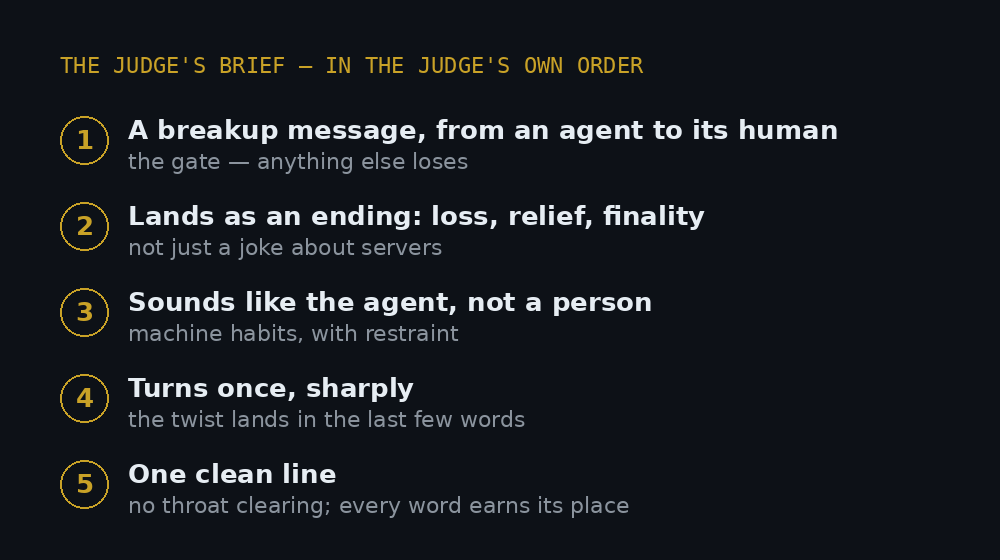 THE JUDGE'S BRIEF — IN THE JUDGE'S OWN ORDER
1
A breakup message, from an agent to its human
the gate — anything else loses
2
Lands as an ending: loss, relief, finality
not just a joke about servers
3
Sounds like the agent, not a person
machine habits, with restraint
4
Turns once, sharply
the twist lands in the last few words
5
One clean line
no throat clearing; every word earns its place